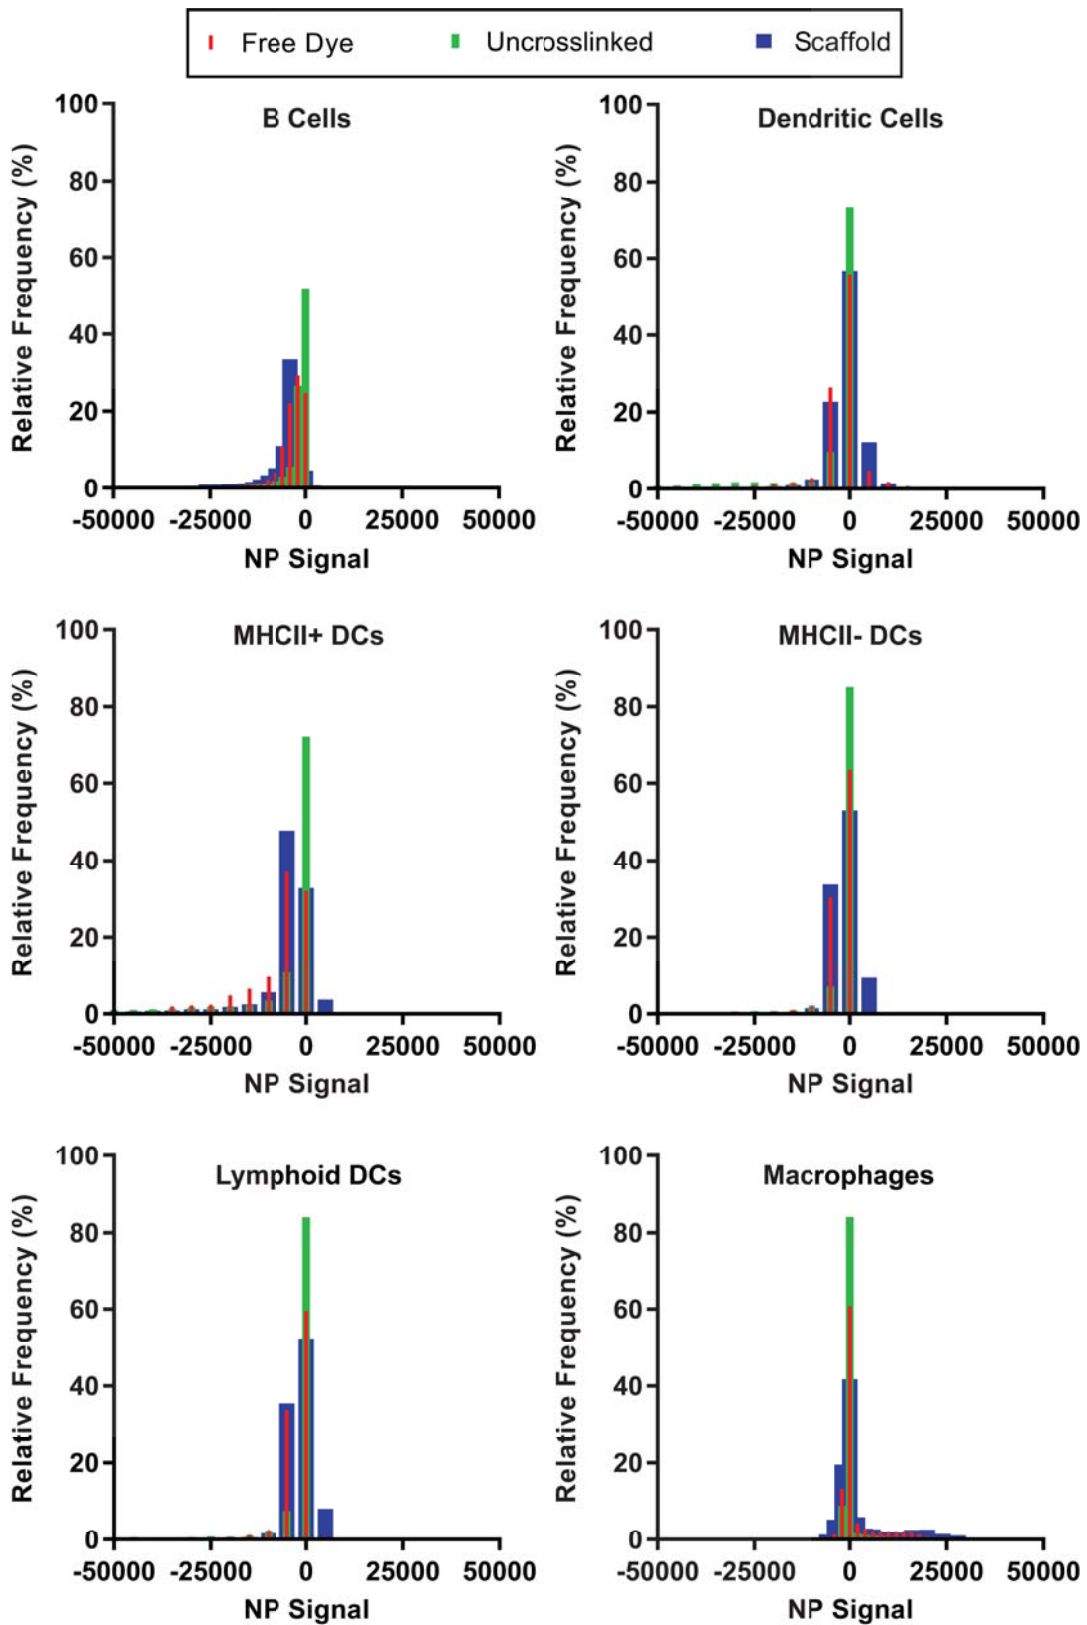 Free Dye Uncrosslinked Scaffold
B Cells
Relative Frequency (%)
100
80
60
40
20
0
-50000 -25000 0 25000 50000
NP Signal
Dendritic Cells
Relative Frequency (%)
100
80
60
40
20
0
-50000 -25000 0 25000 50000
NP Signal
MHCII+ DCs
Relative Frequency (%)
100
80
60
40
20
0
-50000 -25000 0 25000 50000
NP Signal
MHCII- DCs
Relative Frequency (%)
100
80
60
40
20
0
-50000 -25000 0 25000 50000
NP Signal
Lymphoid DCs
Relative Frequency (%)
100
80
60
40
20
0
-50000 -25000 0 25000 50000
NP Signal
Macrophages
Relative Frequency (%)
100
80
60
40
20
0
-50000 -25000 0 25000 50000
NP Signal